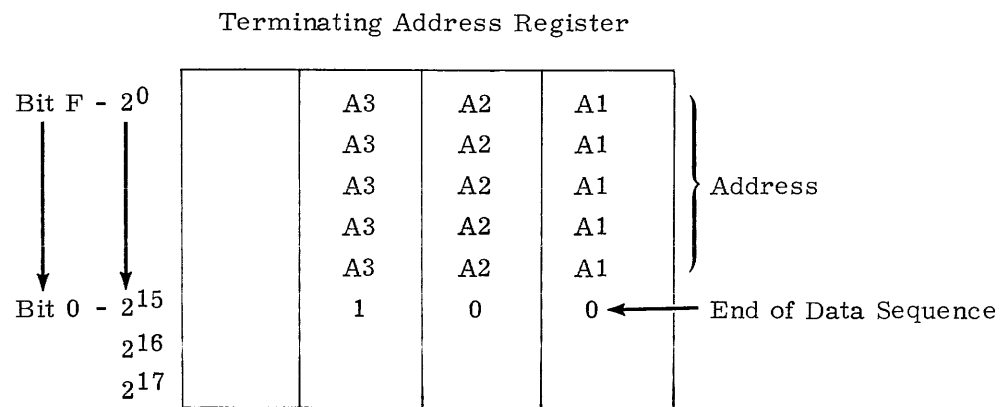 Terminating Address Register
Bit F - 2^0 A3 A2 A1
A3 A2 A1
A3 A2 A1 Address
A3 A2 A1
A3 A2 A1
Bit 0 - 2^15 1 0 0 End of Data Sequence
2^16
2^17